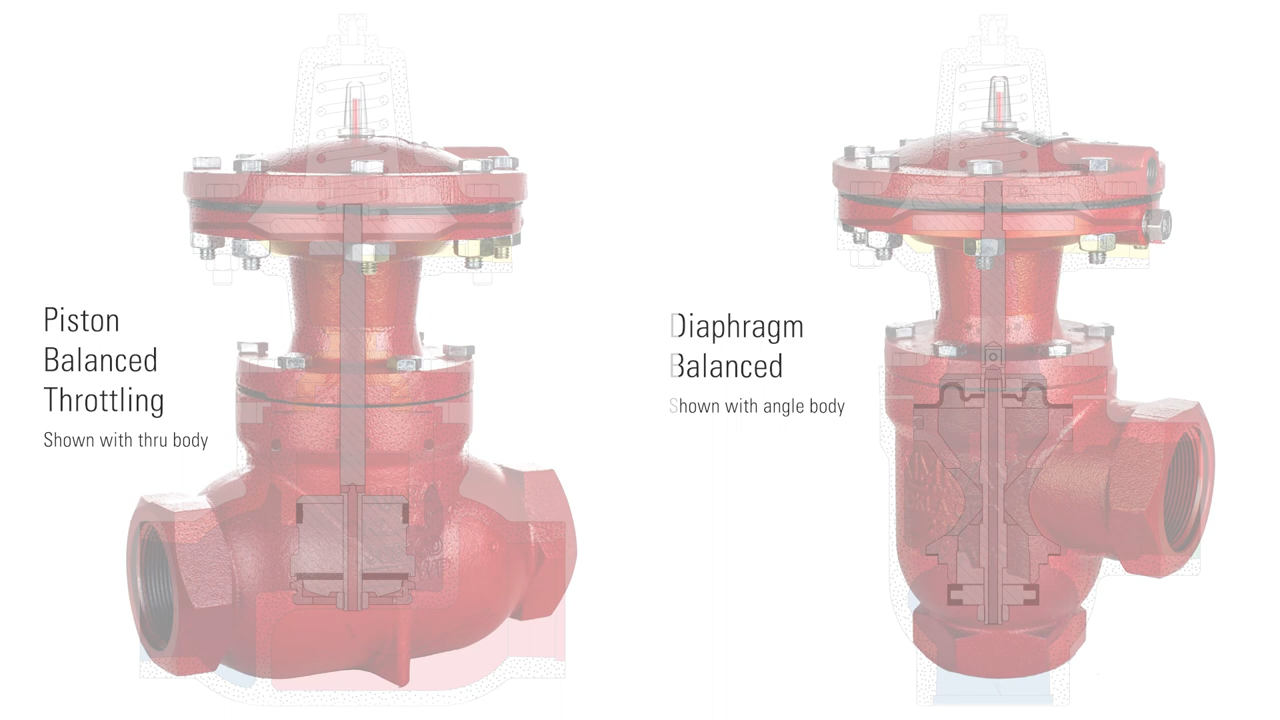 Piston
Balanced
Throttling
Shown with thru body
Diaphragm
Balanced
Shown with angle body